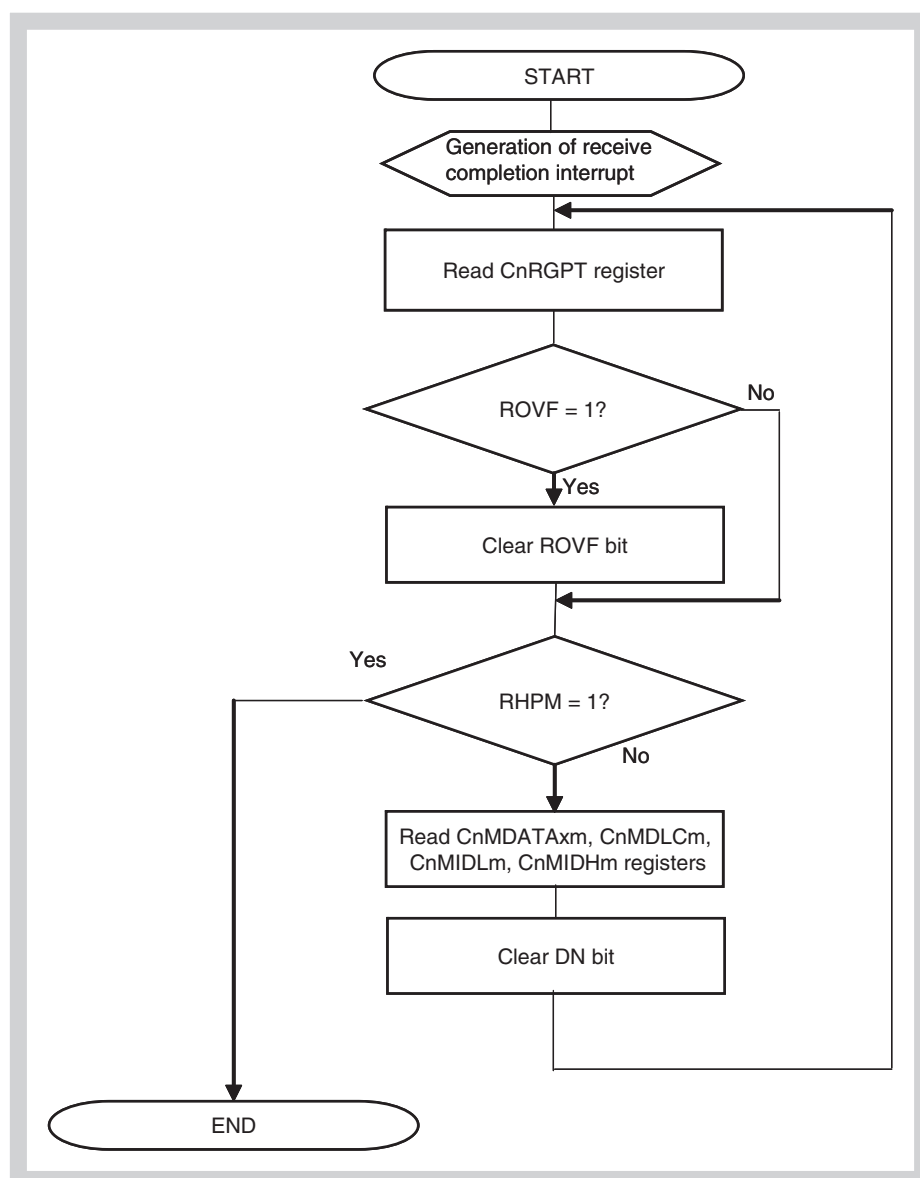 START
Generation of receive
completion interrupt
Read CnRGPT register
ROVF = 1?
No
Yes
Clear ROVF bit
Yes
RHPM = 1?
No
Read CnMDATAxm, CnMDLCm,
CnMIDLm, CnMIDHm registers
Clear DN bit
END